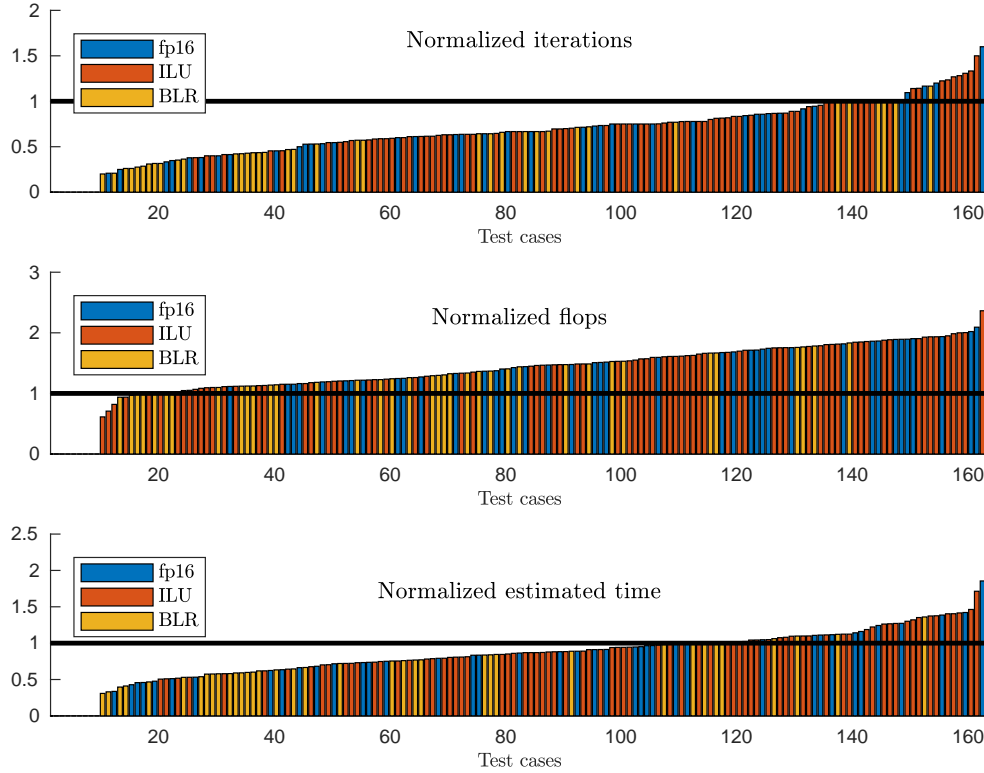 2
1.5
1
0.5
0
Normalized iterations
fp16
ILU
BLR
20 40 60 80 100 120 140 160
Test cases
3
2
1
0
Normalized flops
fp16
ILU
BLR
20 40 60 80 100 120 140 160
Test cases
2.5
2
1.5
1
0.5
0
Normalized estimated time
fp16
ILU
BLR
20 40 60 80 100 120 140 160
Test cases